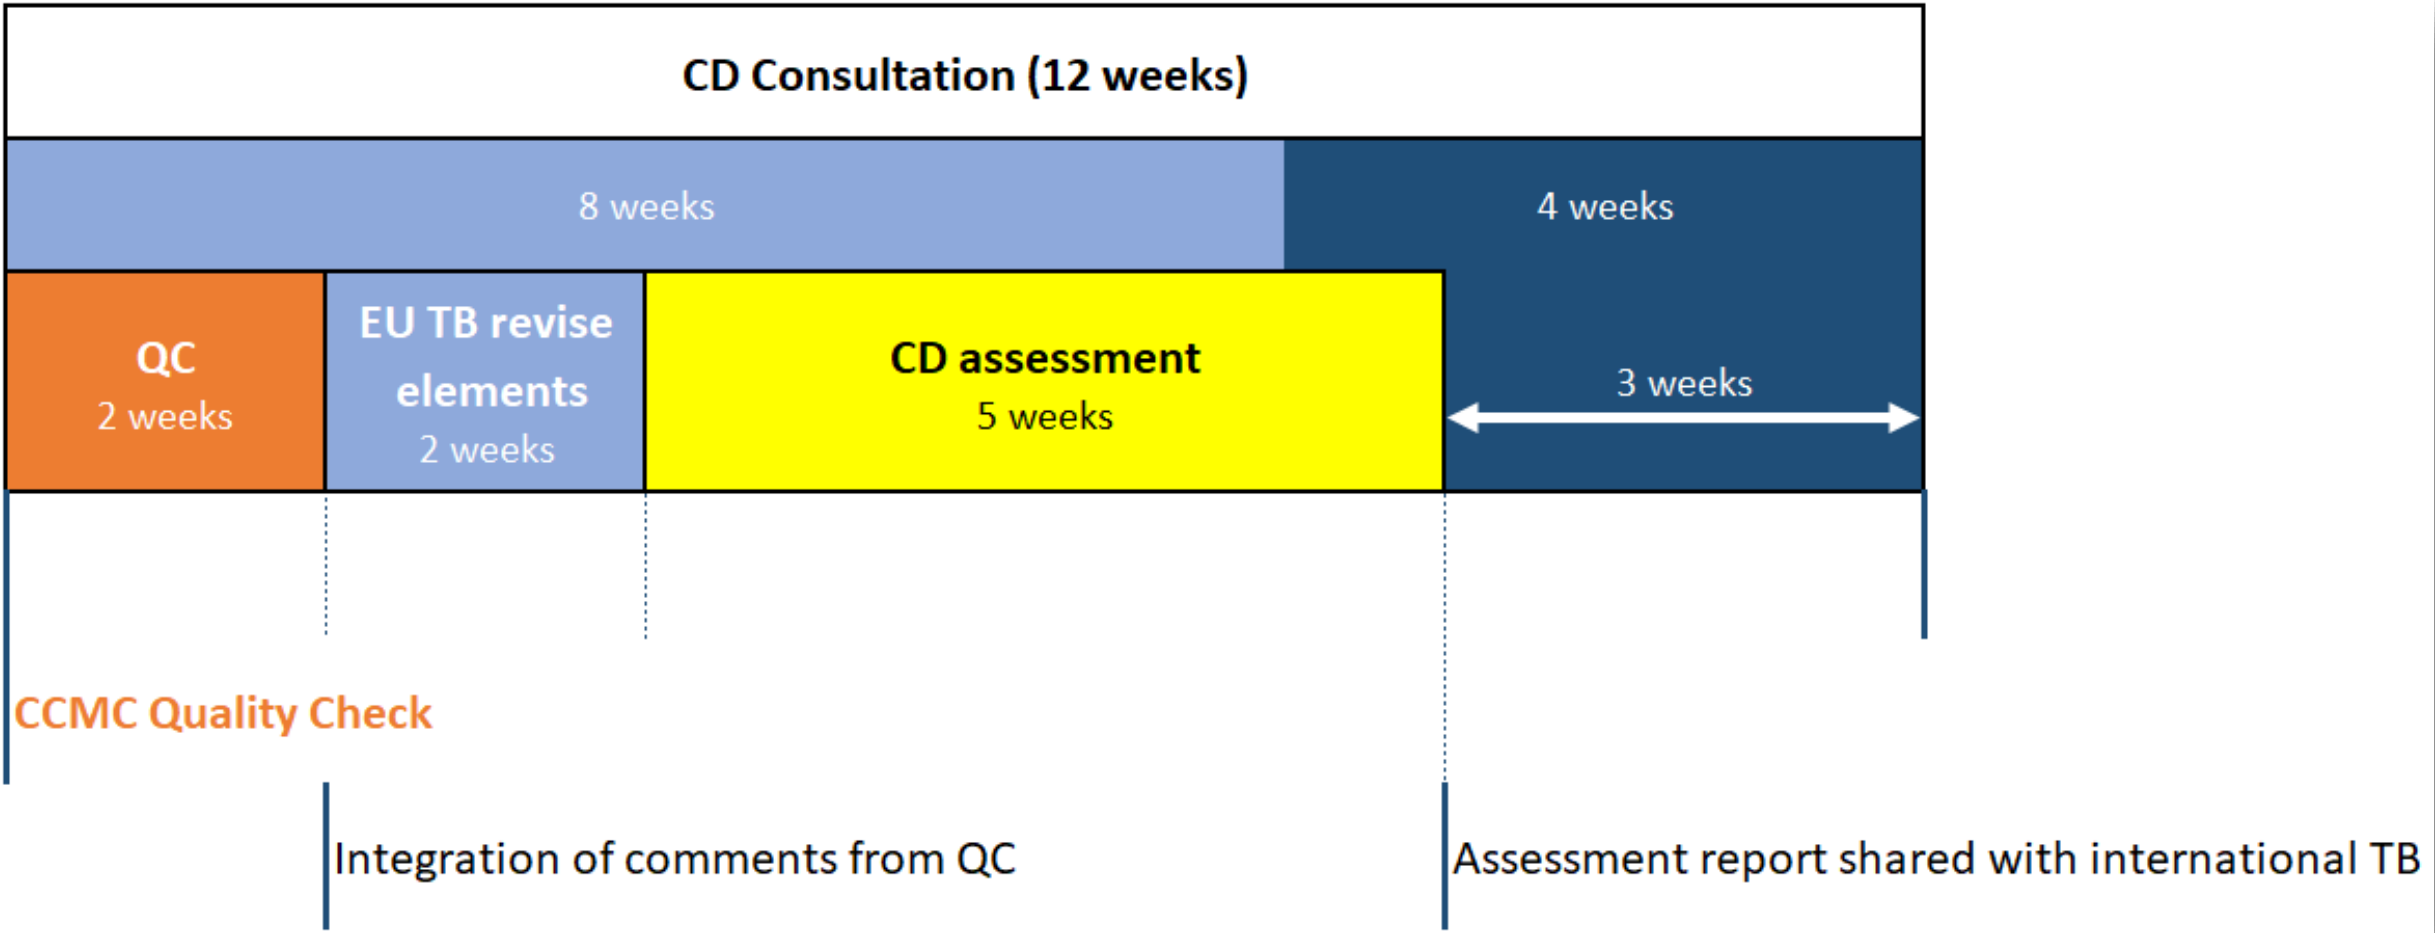 CD Consultation (12 weeks)
8 weeks
4 weeks
QC
2 weeks
EU TB revise
elements
2 weeks
CD assessment
5 weeks
3 weeks
CCMC Quality Check
Integration of comments from QC
Assessment report shared with international TB